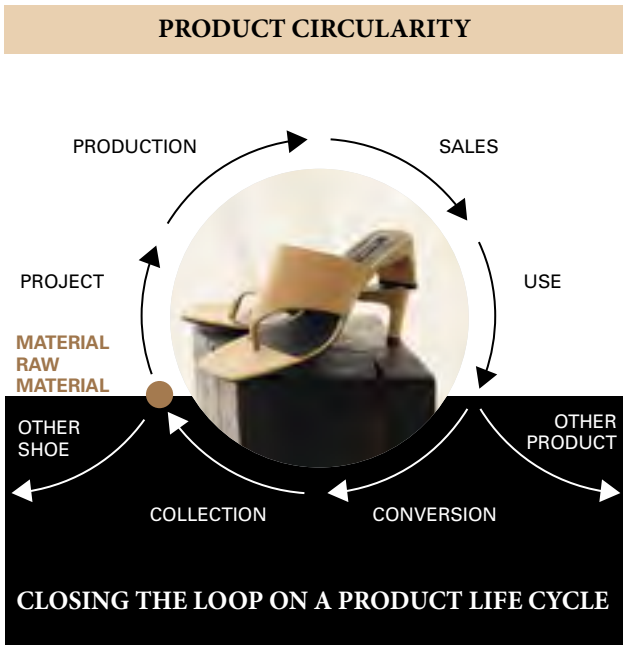 PRODUCT CIRCULARITY
PRODUCTION
SALES
PROJECT
USE
MATERIAL
RAW
MATERIAL
OTHER
SHOE
OTHER
PRODUCT
COLLECTION
CONVERSION
CLOSING THE LOOP ON A PRODUCT LIFE CYCLE